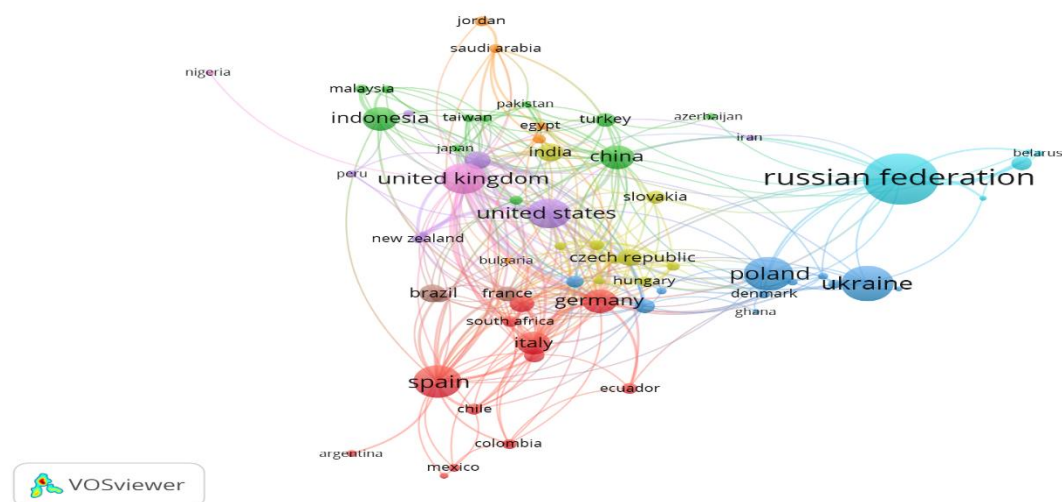 jordan
saudi arabia
nigeria
malaysia
pakistan
indonesia
taiwan
egypt
turkey
azerbaijan
iran
japan
india
china
belarus
peru
united kingdom
russian federation
slovakia
united states
new zealand
bulgaria
czech republic
poland
hungary
ukraine
brazil
france
germany
denmark
ghana
south africa
italy
spain
ecuador
chile
colombia
argentina
mexico
VOSviewer